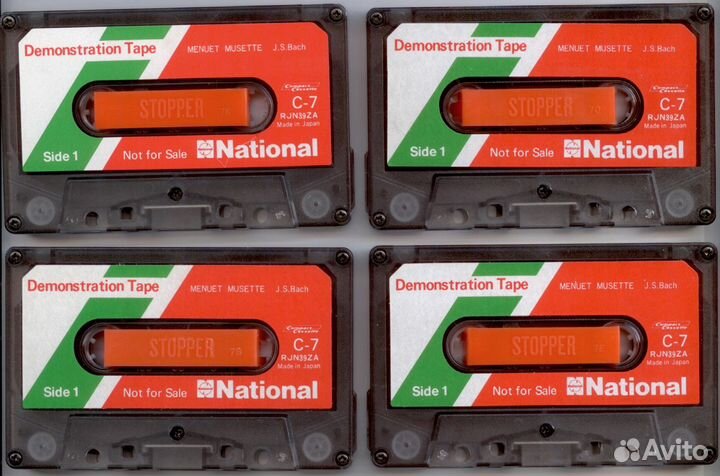 Demonstration Tape MENUET MUSETTE J.S.Bach
Compact Cassette
STOPPER
C-7
RJN39ZA
Made in Japan
Side 1 Not for Sale National
Demonstration Tape MENUET MUSETTE J.S.Bach
Compact Cassette
STOPPER
C-7
RJN39ZA
Made in Japan
Side 1 Not for Sale National
Demonstration Tape MENUET MUSETTE J.S.Bach
Compact Cassette
STOPPER 7S
C-7
RJN39ZA
Made in Japan
Side 1 Not for Sale National
Demonstration Tape MENUET MUSETTE J.S.Bach
Compact Cassette
STOPPER
C-7
RJN39ZA
Made in Japan
Side 1 Not for Sale National
Avito